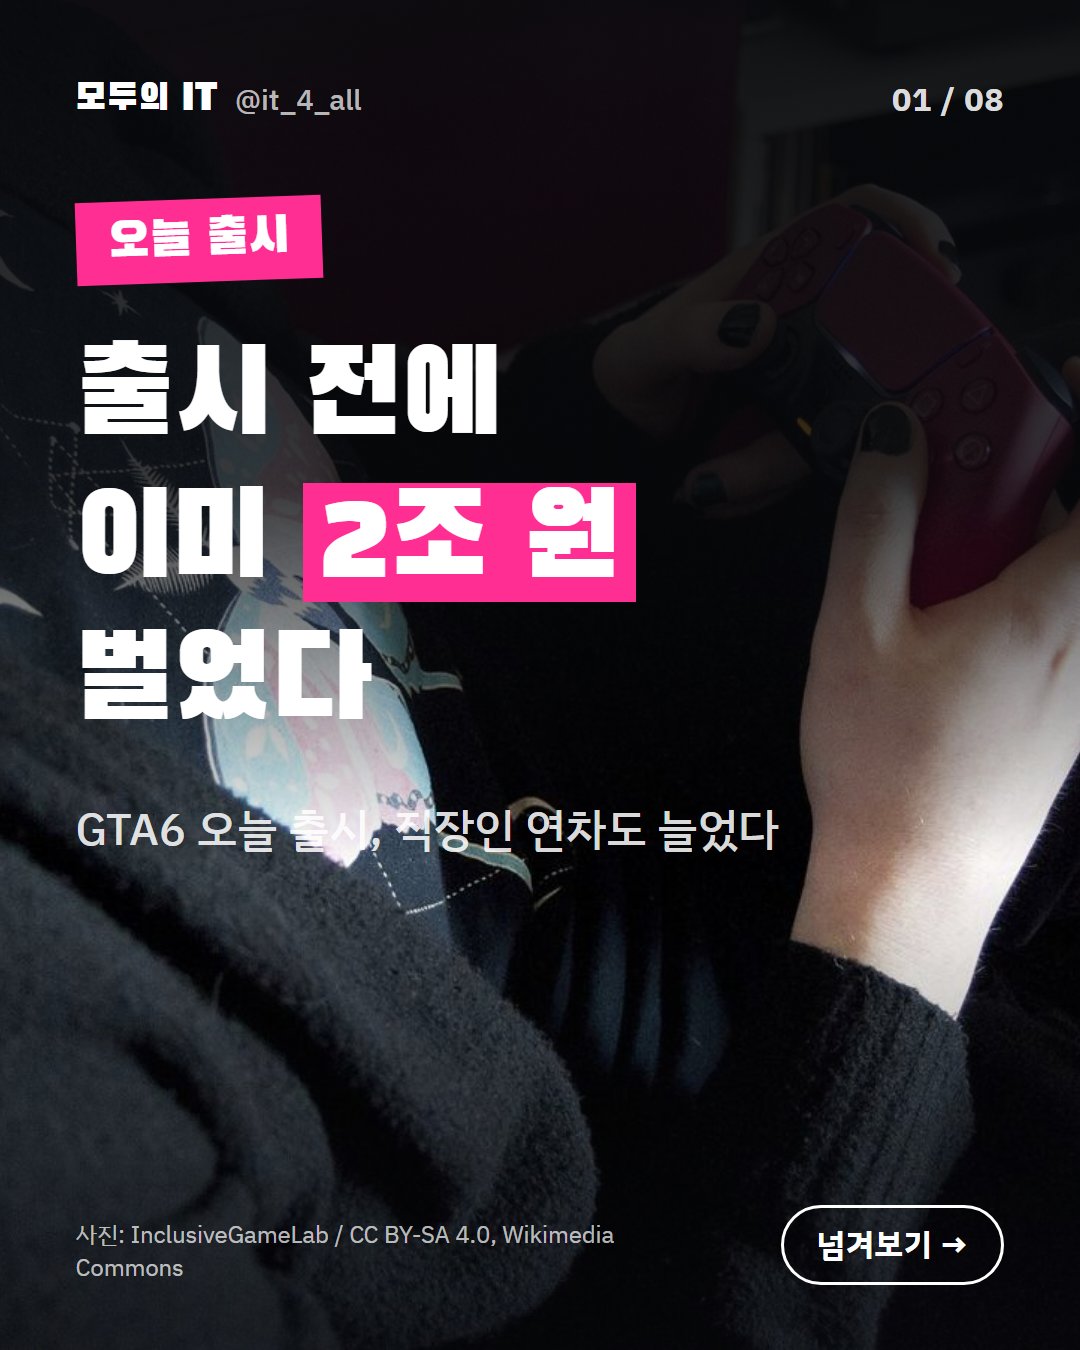 모두의 IT @it_4_all
01 / 08
오늘 출시
출시 전에
이미 2조 원
벌었다
GTA6 오늘 출시, 직장인 연차도 늘었다
사진: InclusiveGameLab / CC BY-SA 4.0, Wikimedia
Commons
넘겨보기 →